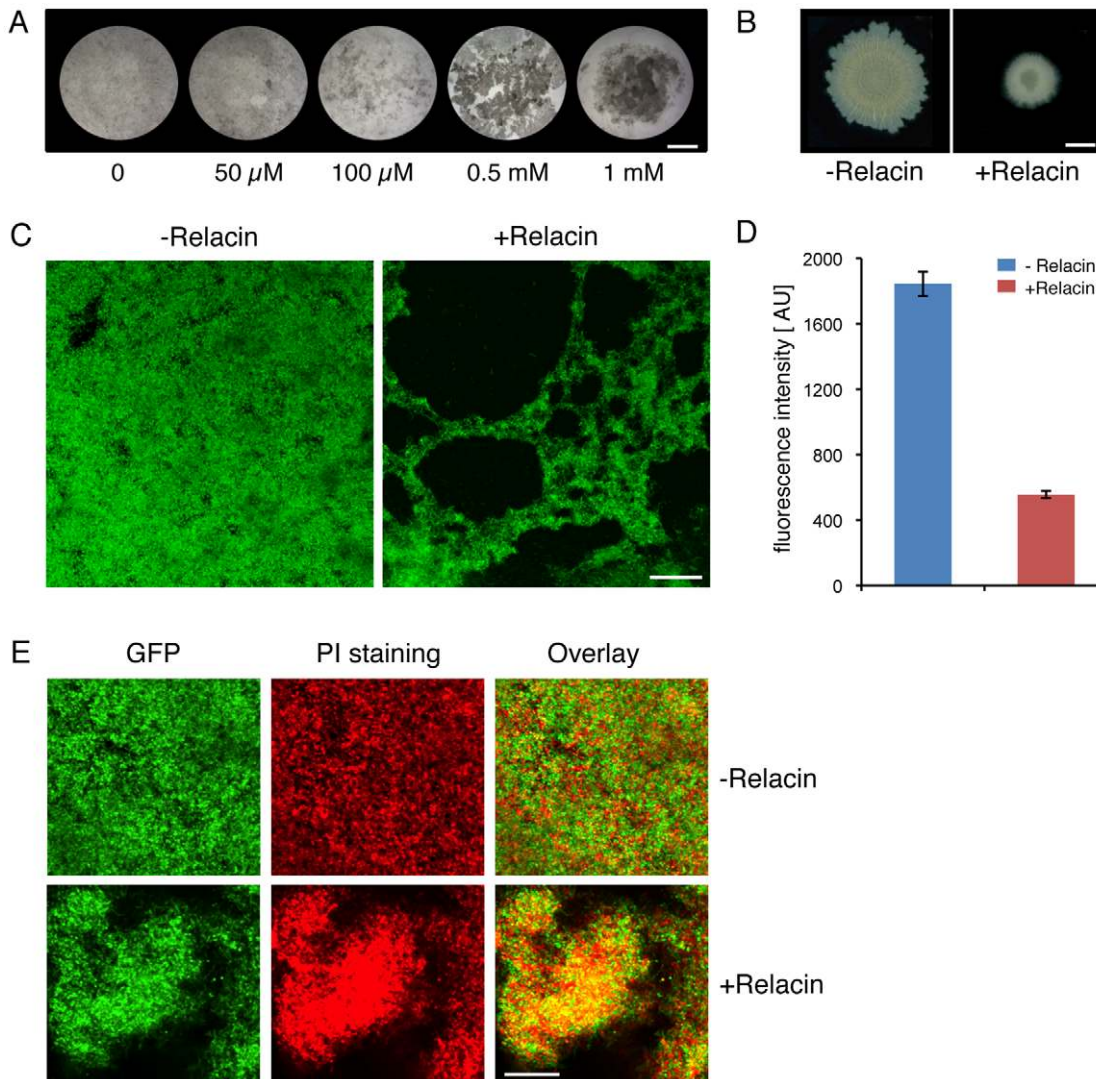 A
0
50 µM
100 µM
0.5 mM
1 mM
B
-Relacin
+Relacin
C
-Relacin
+Relacin
D
fluorescence intensity [ AU]
2000
1600
1200
800
400
0
- Relacin
+Relacin
E
GFP
PI staining
Overlay
-Relacin
+Relacin